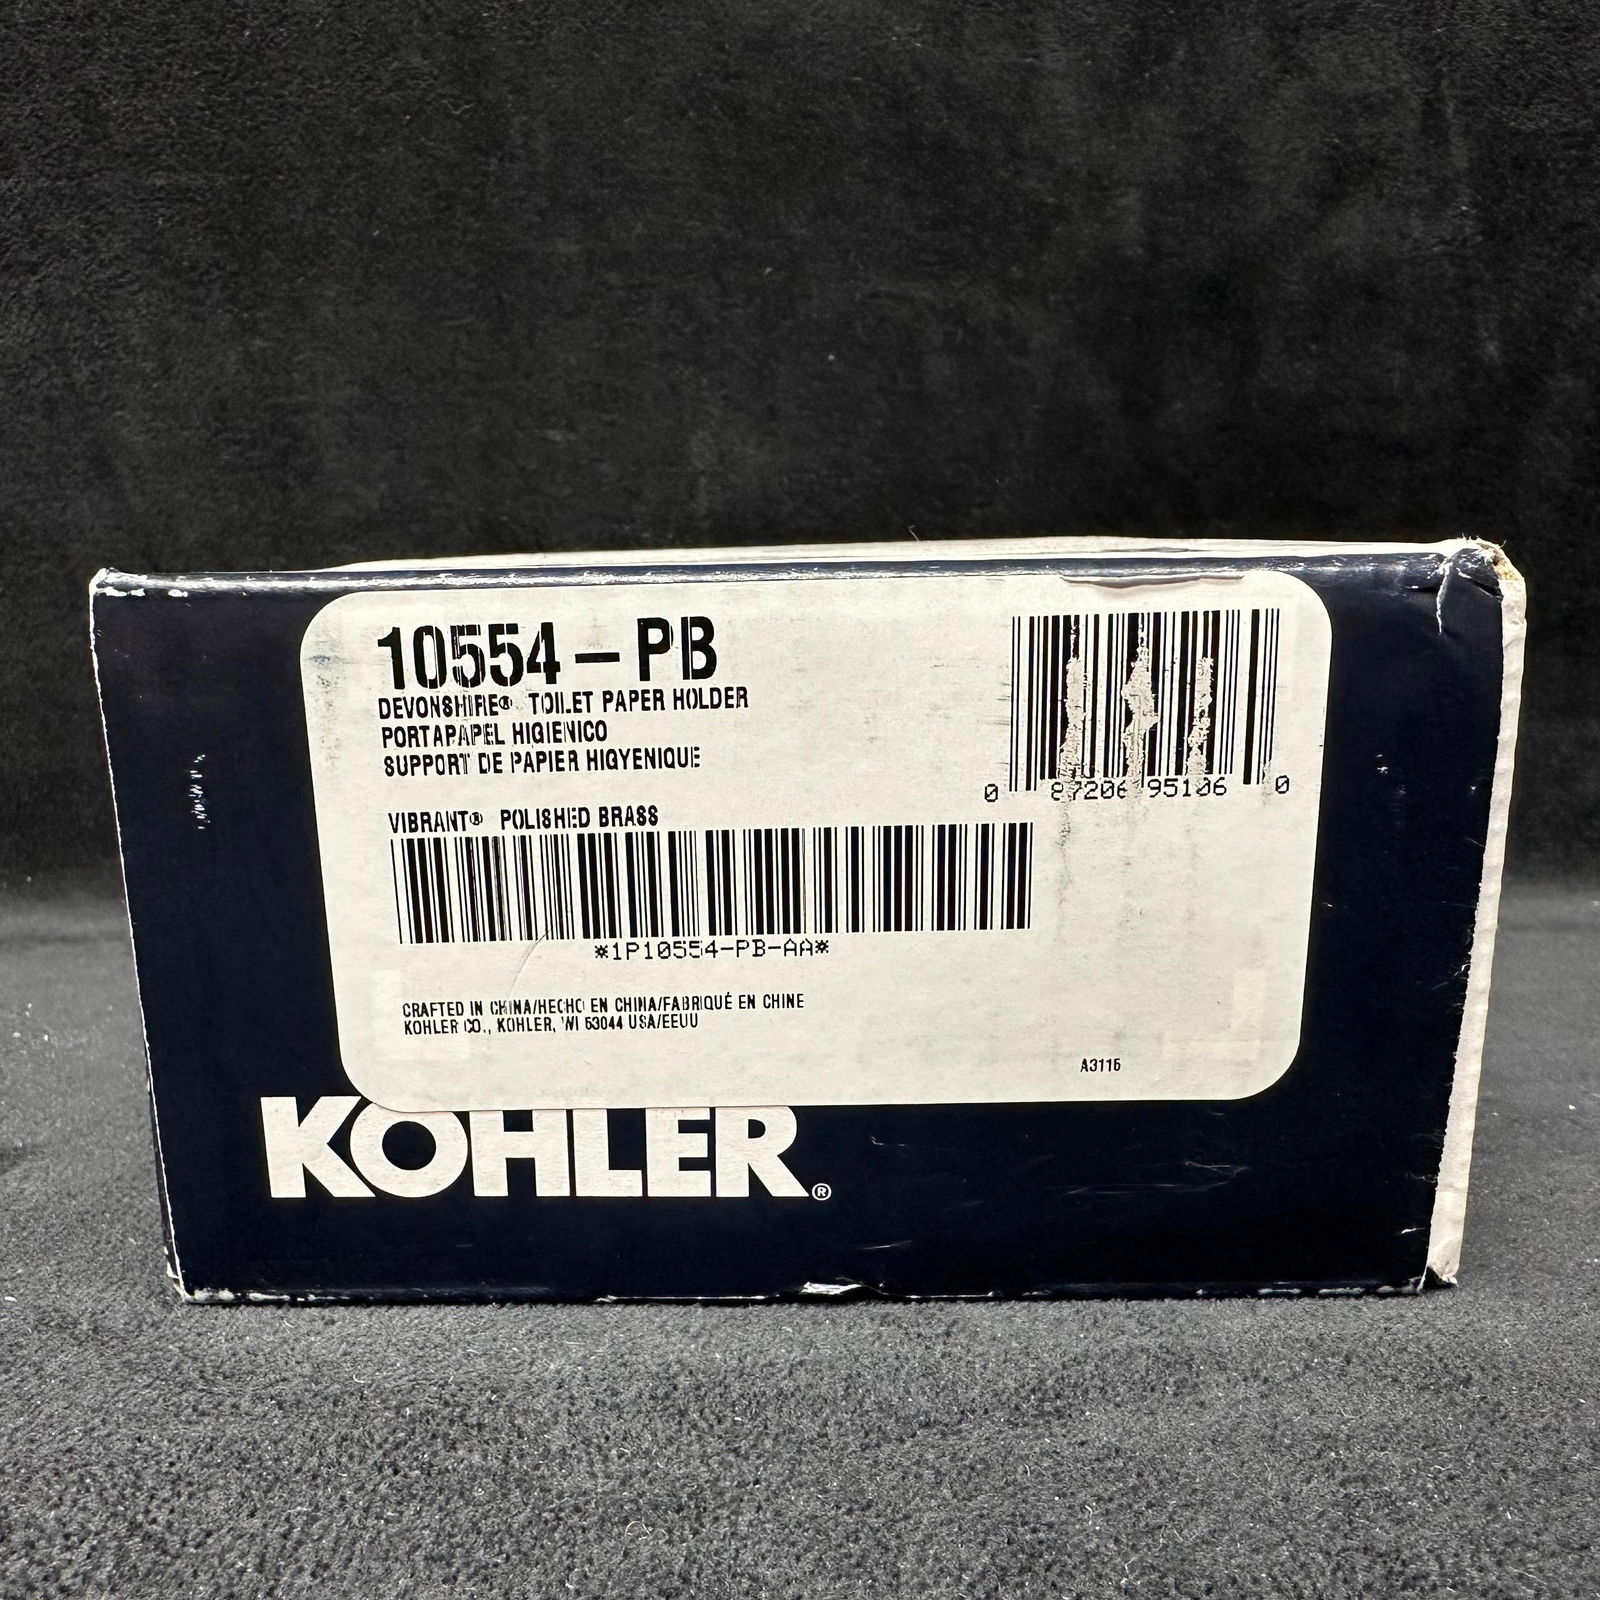 10554-PB
DEVONSHIRE® TOILET PAPER HOLDER
PORTAPAPEL HIGIENICO
SUPPORT DE PAPIER HIGYENIQUE
0 87206 95106 0
VIBRANT® POLISHED BRASS
*1P10554-PB-AA*
CRAFTED IN CHINA/HECHO EN CHINA/FABRIQUÉ EN CHINE
KOHLER CO., KOHLER, WI 53044 USA/EEUU
A3115
KOHLER®